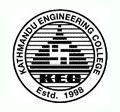 KATHMANDU ENGINEERING COLLEGE
KEC
Estd. 1998